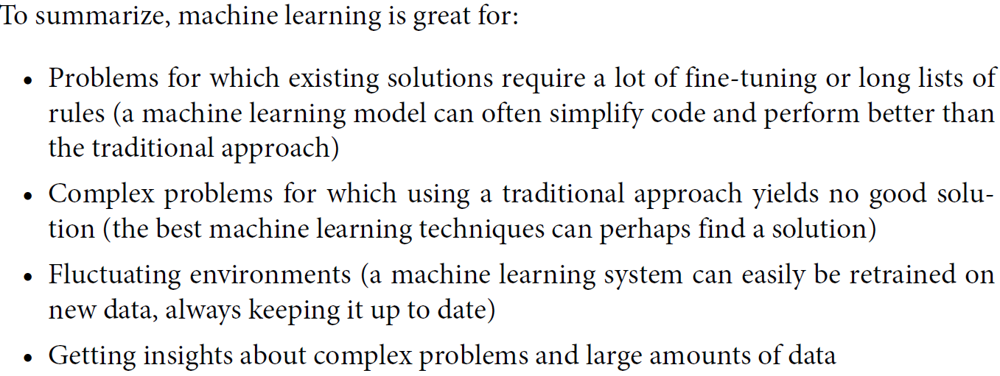 To summarize, machine learning is great for:
• Problems for which existing solutions require a lot of fine-tuning or long lists of
rules (a machine learning model can often simplify code and perform better than
the traditional approach)
• Complex problems for which using a traditional approach yields no good solu-
tion (the best machine learning techniques can perhaps find a solution)
• Fluctuating environments (a machine learning system can easily be retrained on
new data, always keeping it up to date)
• Getting insights about complex problems and large amounts of data